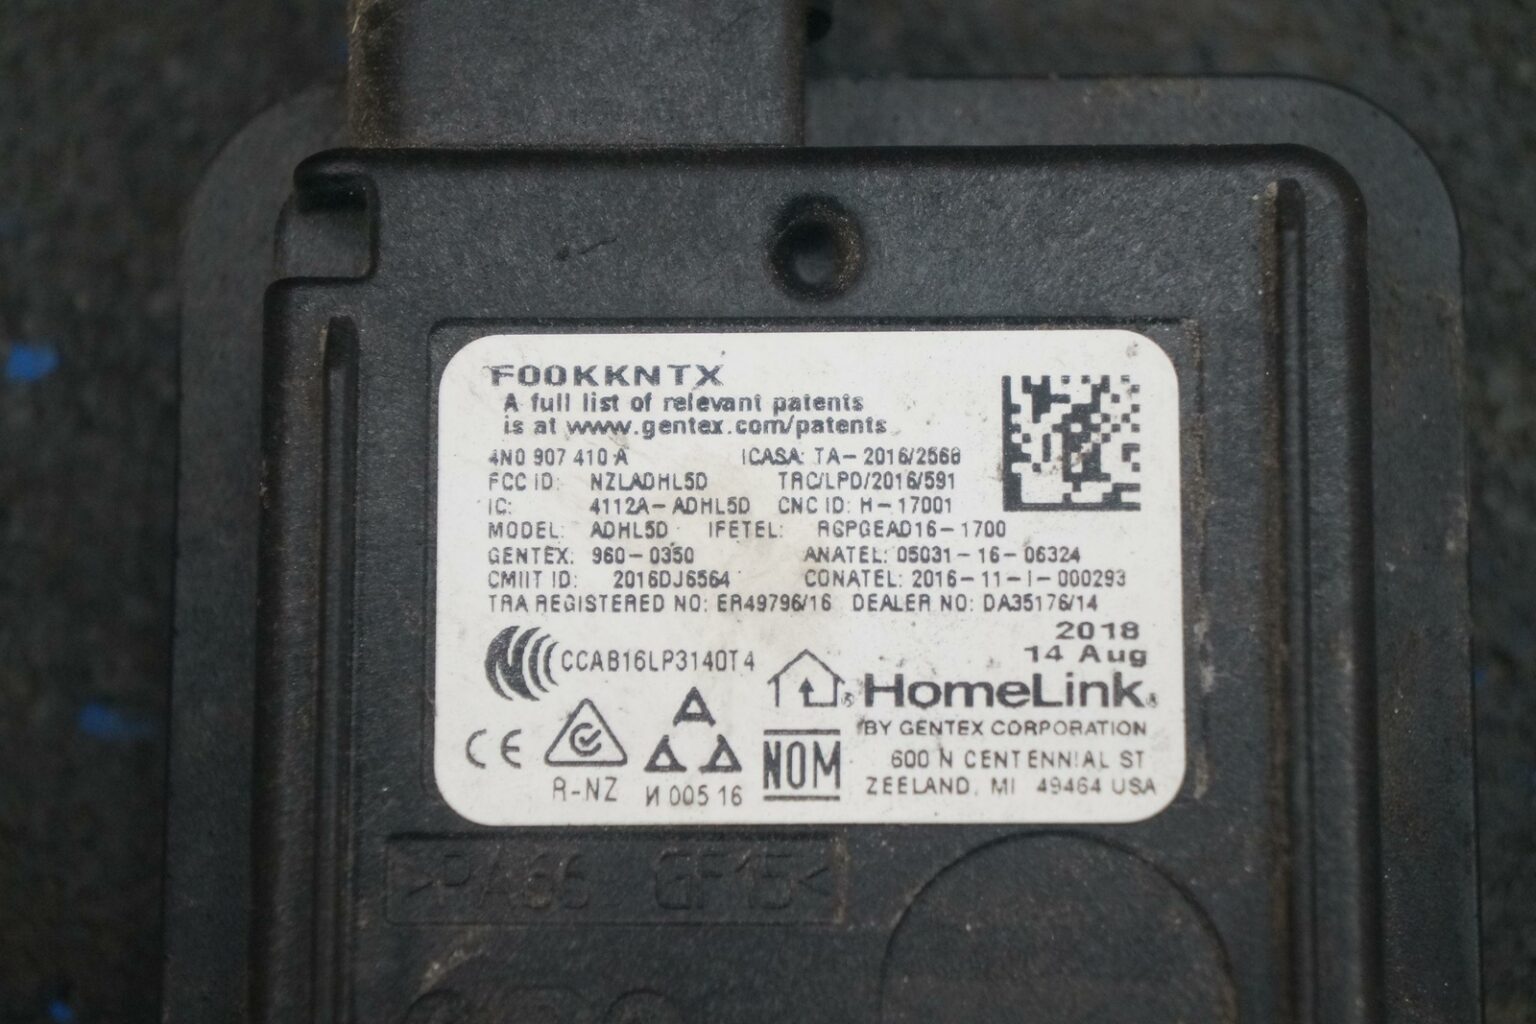 F00KKNTX
A full list of relevant patents
is at www.gentex.com/patents
4N0 907 410 A ICASA: TA-2016/2568
FCC ID: NZLADHL5D TRC/LPD/2016/591
IC: 4112A-ADHL5D CNC ID: H-17001
MODEL: ADHL5D IFETEL: RCPGEAD16-1700
GENTEX: 960-0350 ANATEL: 05031-16-06324
CMIIT ID: 2016DJ6564 CONATEL: 2016-11-I-000293
TRA REGISTERED NO: ER49796/16 DEALER NO: DA35176/14
2018
14 Aug
CCAB16LP3140T4
HomeLink®
BY GENTEX CORPORATION
600 N CENTENNIAL ST
ZEELAND, MI 49464 USA
CE
R-NZ
И 005 16
NOM
>PA66 GF15<